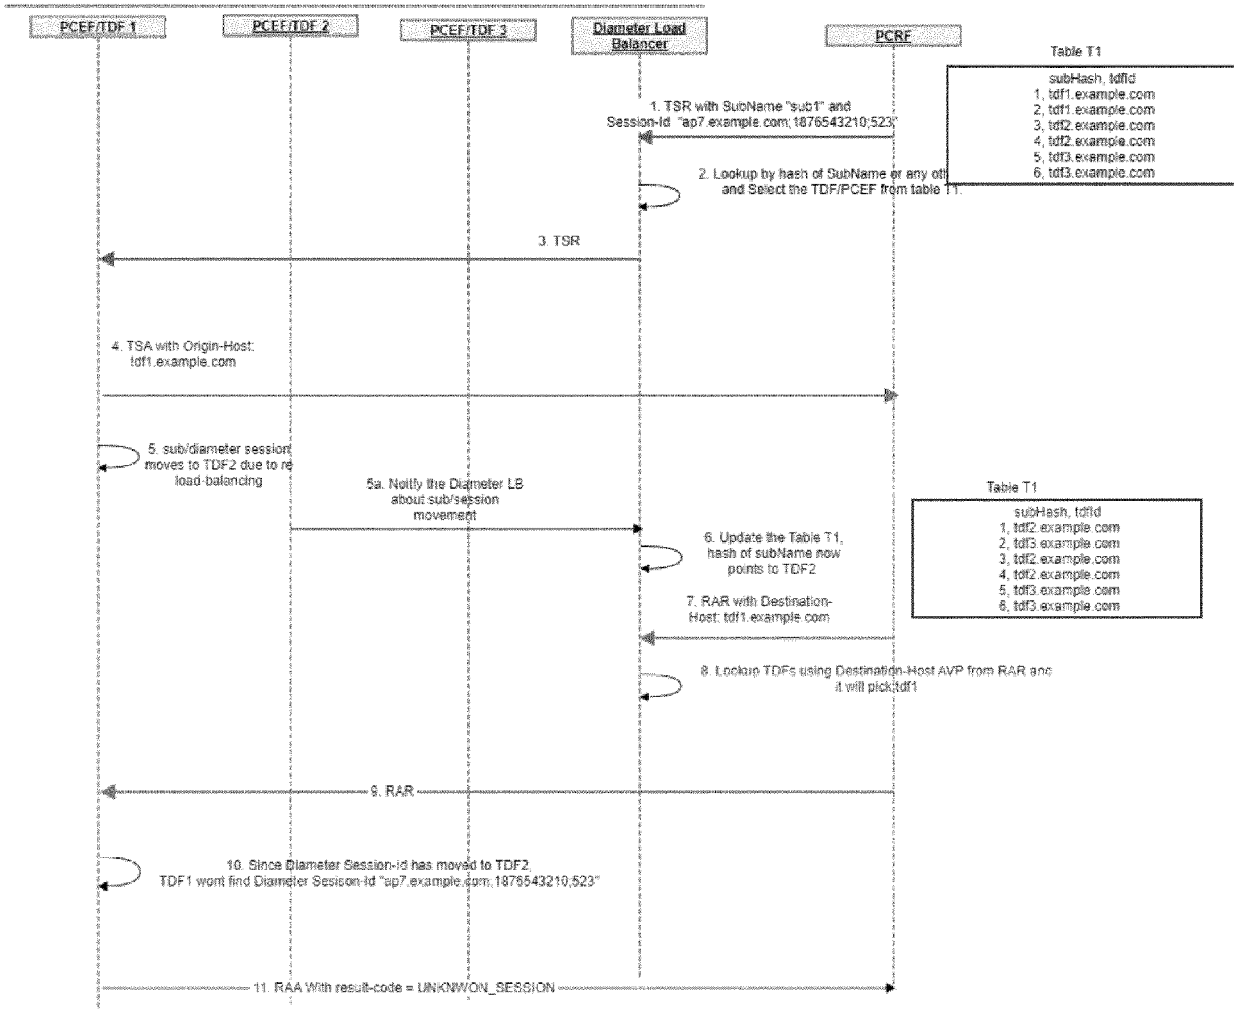 PCEF/TDF 1
PCEF/TDF 2
PCEF/TDF 3
Diameter Load
Balancer
PCRF
Table T1
subHash, tdfId
1, tdf1.example.com
2, tdf1.example.com
3, tdf2.example.com
4, tdf2.example.com
5, tdf3.example.com
6, tdf3.example.com
1. TSR with SubName "sub1" and
Session-Id "ap7.example.com;1876543210;523"
2. Lookup by hash of SubName or any ot
and Select the TDF/PCEF from table T1.
3. TSR
4. TSA with Origin-Host:
tdf1.example.com
5. sub/diameter session
moves to TDF2 due to re
load-balancing
5a. Notify the Diameter LB
about sub/session
movement
Table T1
subHash, tdfId
1, tdf2.example.com
2, tdf3.example.com
3, tdf2.example.com
4, tdf2.example.com
5, tdf3.example.com
6, tdf3.example.com
6. Update the Table T1,
hash of subName now
points to TDF2
7. RAR with Destination-
Host: tdf1.example.com
8. Lookup TDFs using Destination-Host AVP from RAR and
it will pick tdf1
9. RAR
10. Since Diameter Session-id has moved to TDF2,
TDF1 wont find Diameter Sesison-Id "ap7.example.com;1876543210;523"
11. RAA With result-code = UNKNWON_SESSION